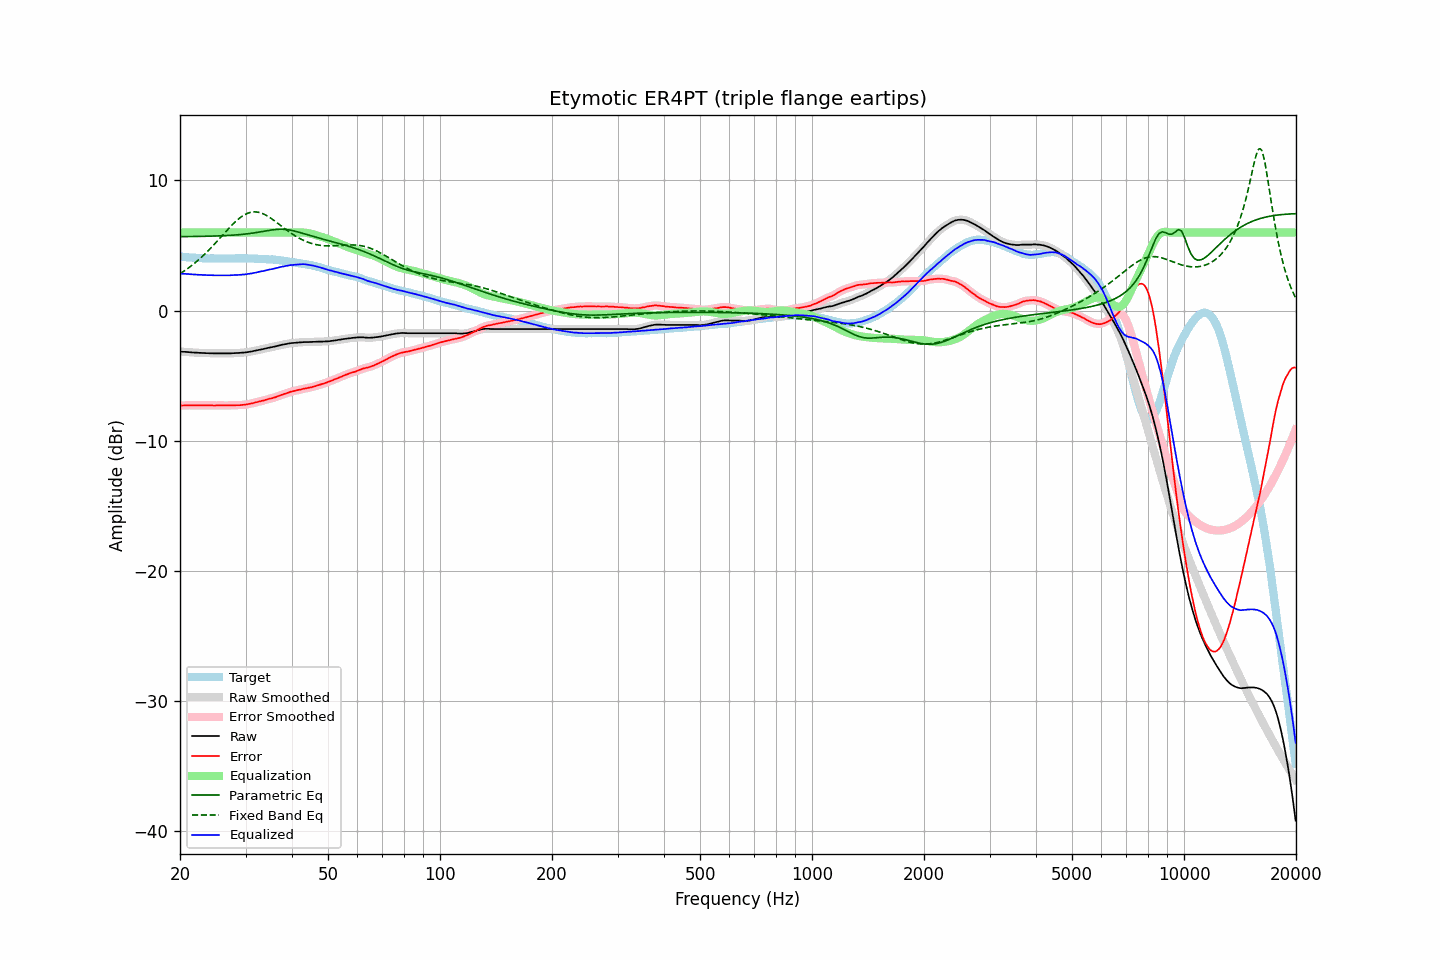 Etymotic ER4PT (triple flange eartips)
Amplitude (dBr)
10
0
−10
−20
−30
−40
Target
Raw Smoothed
Error Smoothed
Raw
Error
Equalization
Parametric Eq
Fixed Band Eq
Equalized
20 50 100 200 500 1000 2000 5000 10000 20000
Frequency (Hz)